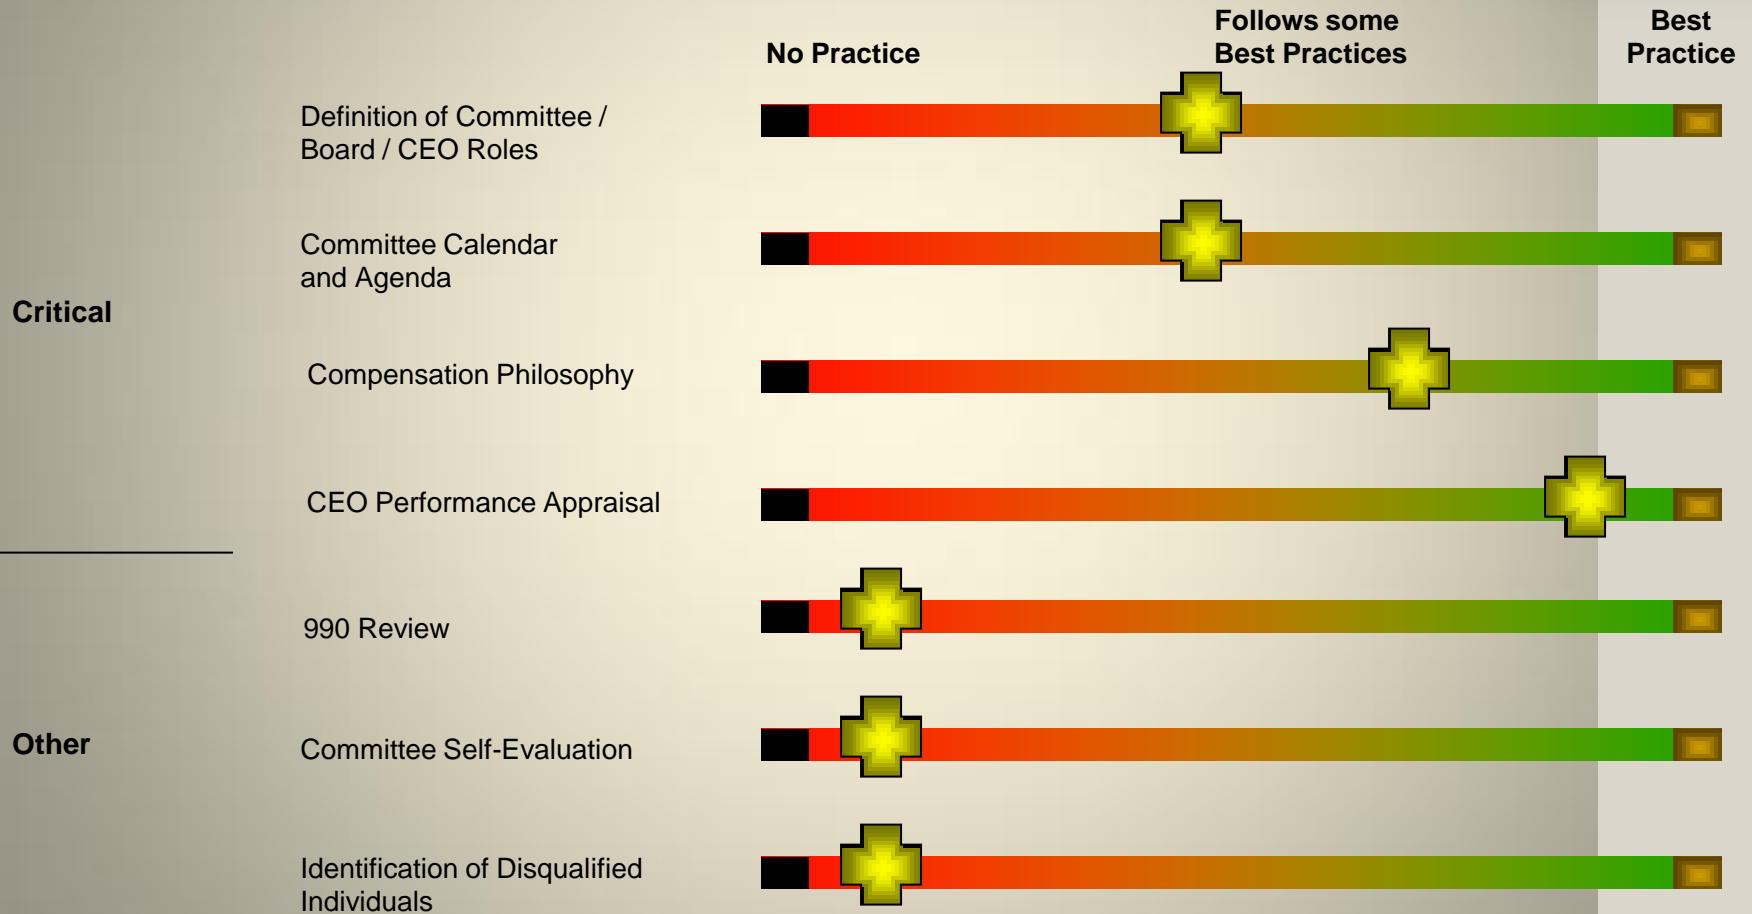 Follows some
Best Practices
Best
Practice
No Practice
Definition of Committee /
Board / CEO Roles
Committee Calendar
and Agenda
Critical
Compensation Philosophy
CEO Performance Appraisal
990 Review
Other
Committee Self-Evaluation
Identification of Disqualified
Individuals